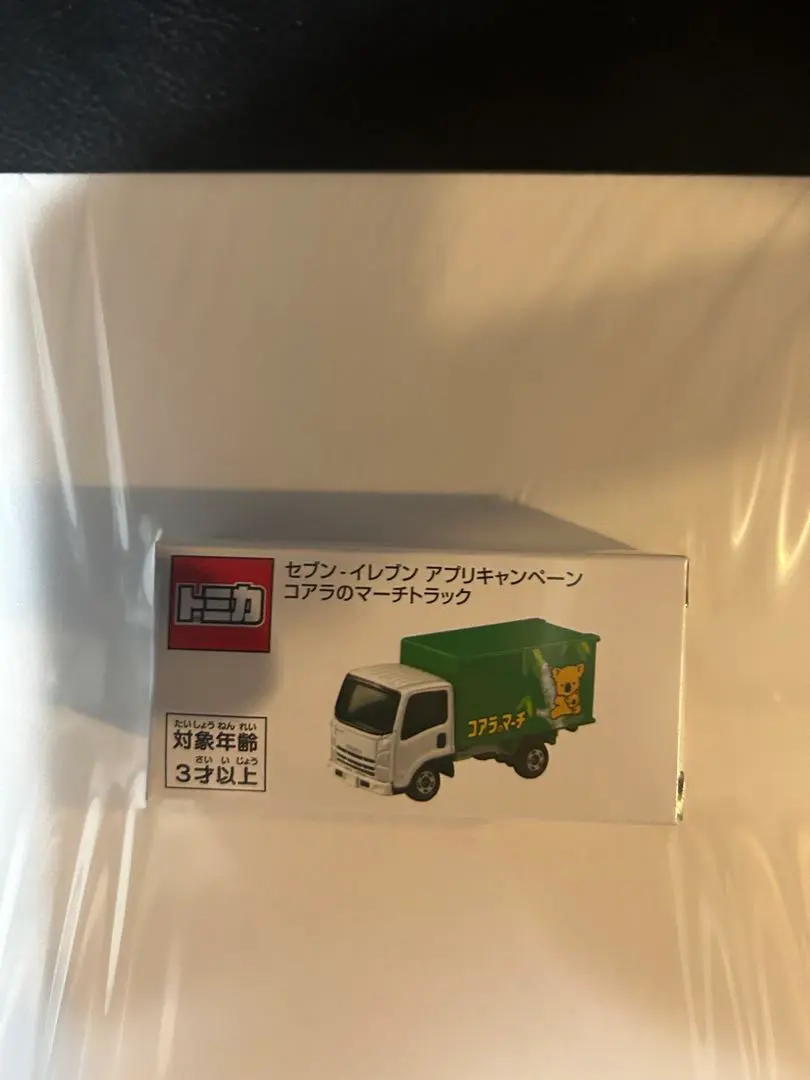 トミカ
セブン-イレブン アプリキャンペーン
コアラのマーチトラック
コアラのマーチ
たいしょうねんれい
対象年齢
さいいじょう
3才以上